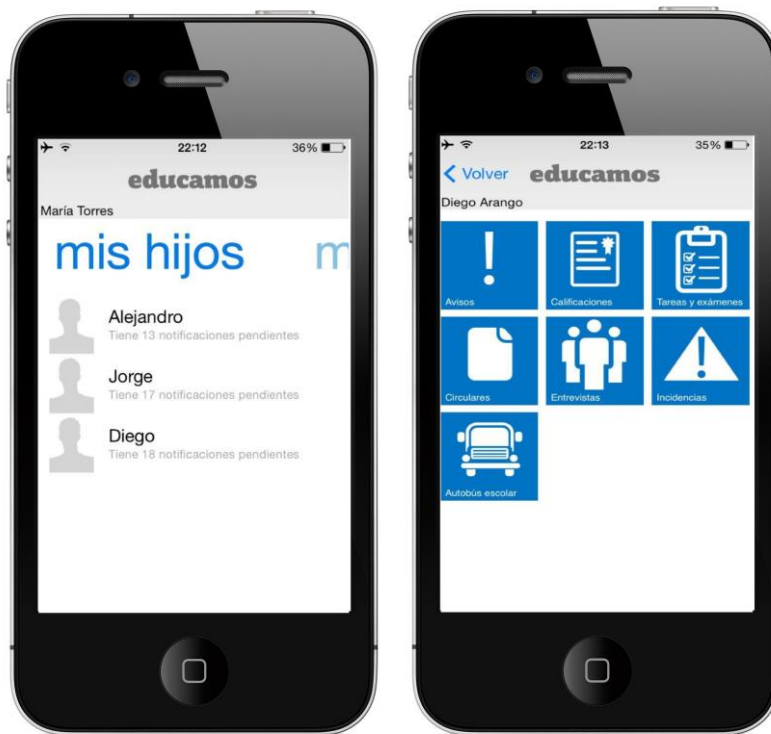 22:12
36%
educamos
María Torres
mis hijos
m
Alejandro
Tiene 13 notificaciones pendientes
Jorge
Tiene 17 notificaciones pendientes
Diego
Tiene 18 notificaciones pendientes
22:13
35%
Volver
educamos
Diego Arango
Avisos
Calificaciones
Tareas y exámenes
Circulares
Entrevistas
Incidencias
Autobús escolar